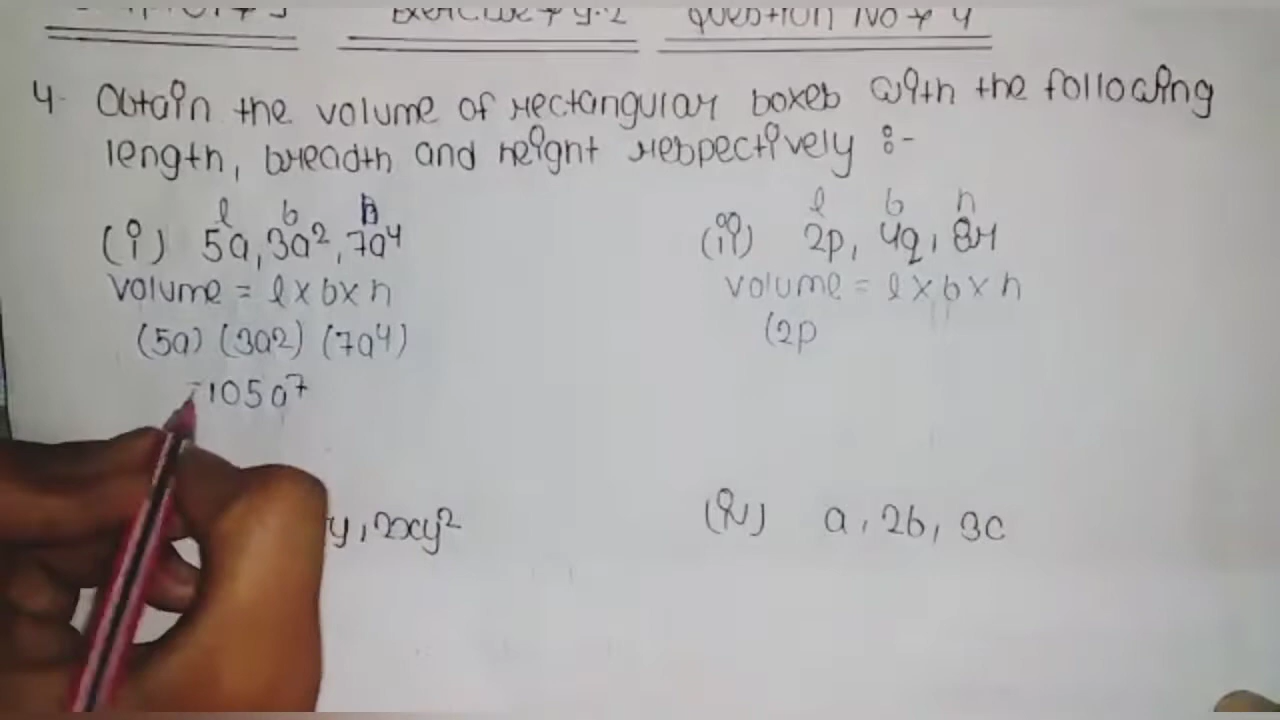 Exercise → 9.2 question No → 4
4. Obtain the volume of rectangular boxes with the following
length, breadth and height respectively :-
l b h
(i) 5a, 3a², 7a⁴
volume = l × b × h
(5a) (3a2) (7a⁴)
=105a⁷
l b h
(ii) 2p, 4q, 8r
volume = l × b × h
(2p
y, 2xy²
(iv) a, 2b, 3c